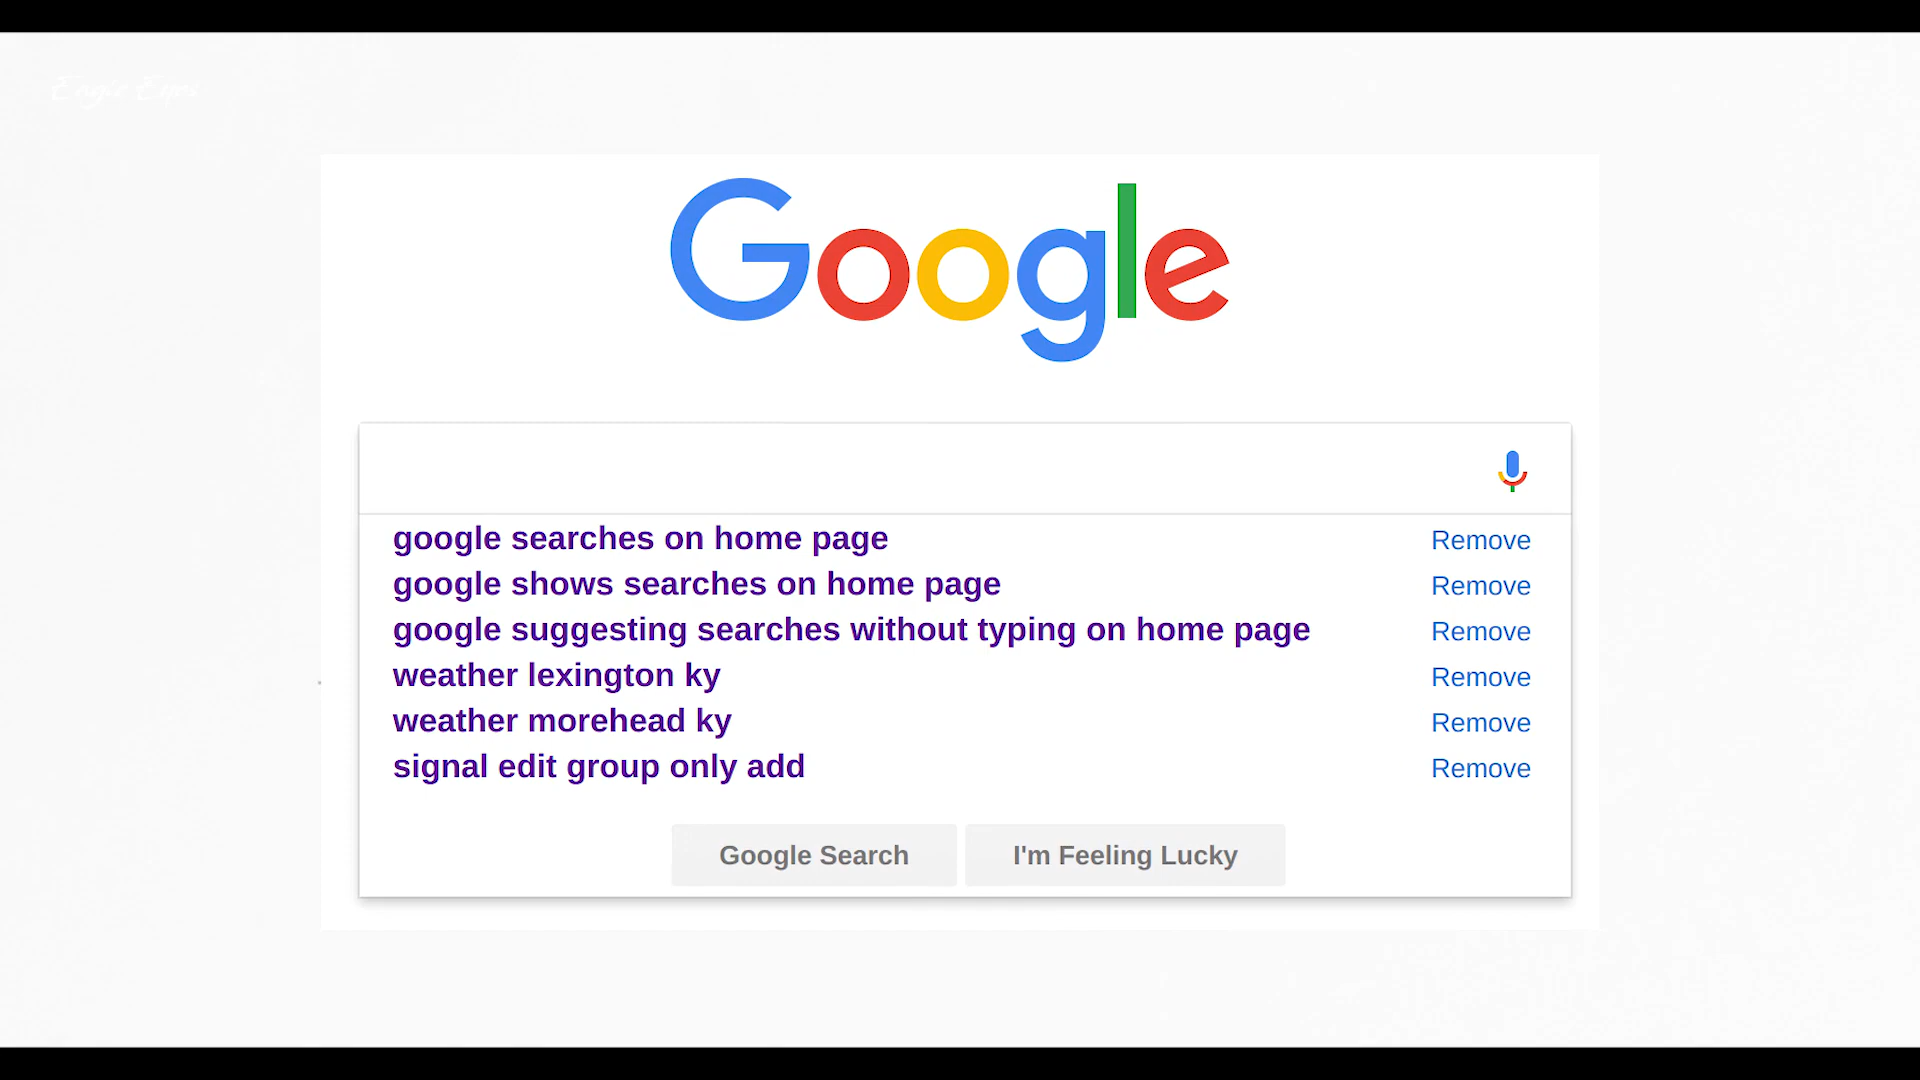 Google
google searches on home page Remove
google shows searches on home page Remove
google suggesting searches without typing on home page Remove
weather lexington ky Remove
weather morehead ky Remove
signal edit group only add Remove
Google Search I'm Feeling Lucky